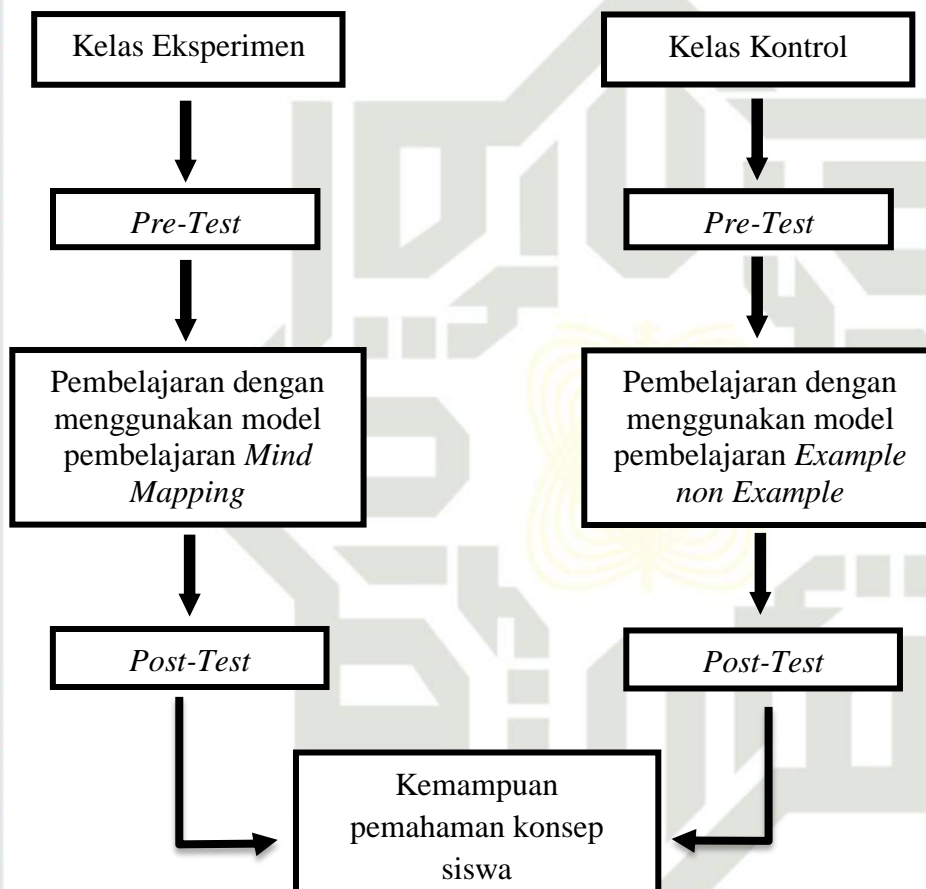 Kelas Eksperimen
Kelas Kontrol
Pre-Test
Pre-Test
Pembelajaran dengan
menggunakan model
pembelajaran Mind
Mapping
Pembelajaran dengan
menggunakan model
pembelajaran Example
non Example
Post-Test
Post-Test
Kemampuan
pemahaman konsep
siswa